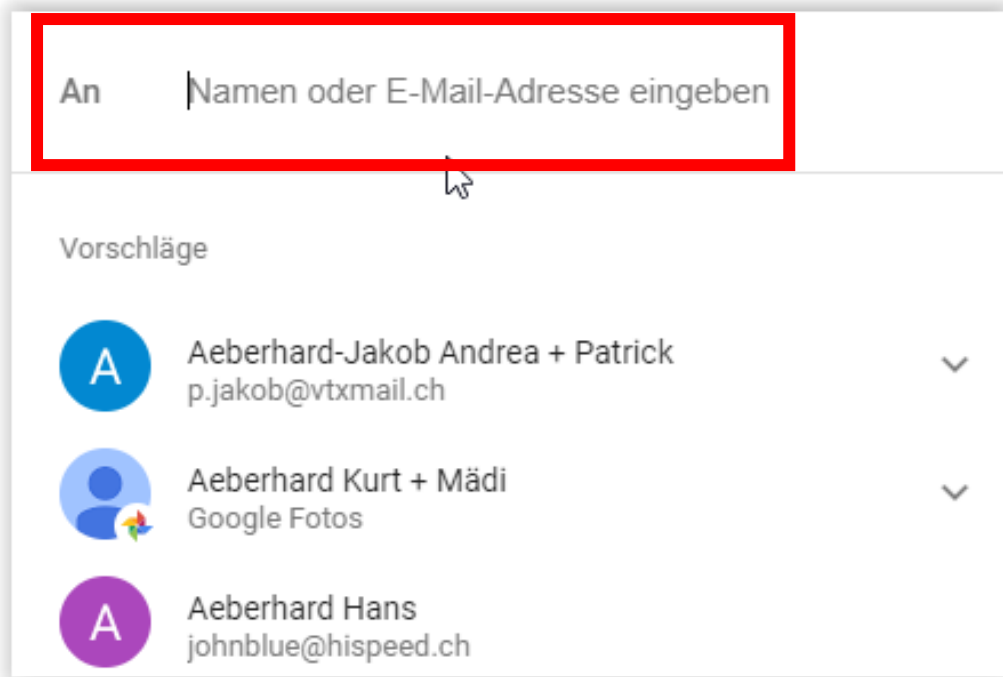 An Namen oder E-Mail-Adresse eingeben
Vorschläge
A
Aeberhard-Jakob Andrea + Patrick
p.jakob@vtxmail.ch
Aeberhard Kurt + Mädi
Google Fotos
A
Aeberhard Hans
johnblue@hispeed.ch